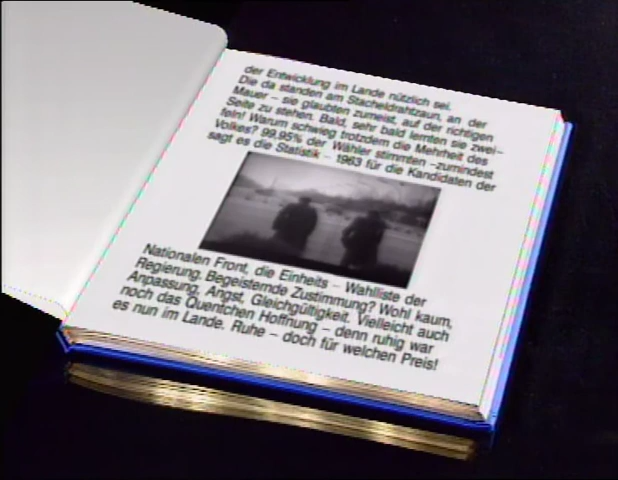 der Entwicklung im Lande nützlich sei.
Die da standen am Stacheldrahtzaun, an der
Mauer – sie glaubten zumeist, auf der richtigen
Seite zu stehen. Bald, sehr bald lernten sie zwei–
feln! Warum schwieg trotzdem die Mehrheit des
Volkes? 99.95% der Wähler stimmten –zumindest
sagt es die Statistik – 1963 für die Kandidaten der
Nationalen Front, die Einheits – Wahlliste der
Regierung. Begeisternde Zustimmung? Wohl kaum,
Anpassung, Angst, Gleichgültigkeit. Vielleicht auch
noch das Quentchen Hoffnung – denn ruhig war
es nun im Lande. Ruhe – doch für welchen Preis!